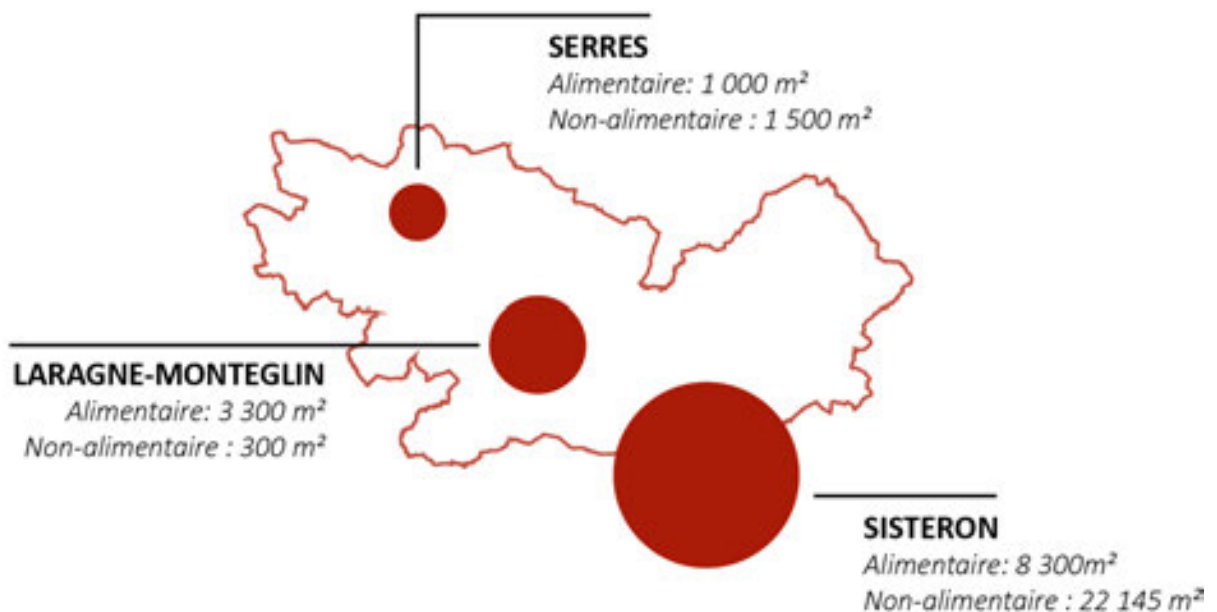 SERRES
Alimentaire: 1 000 m²
Non-alimentaire : 1 500 m²
LARAGNE-MONTEGLIN
Alimentaire: 3 300 m²
Non-alimentaire : 300 m²
SISTERON
Alimentaire: 8 300m²
Non-alimentaire : 22 145 m²